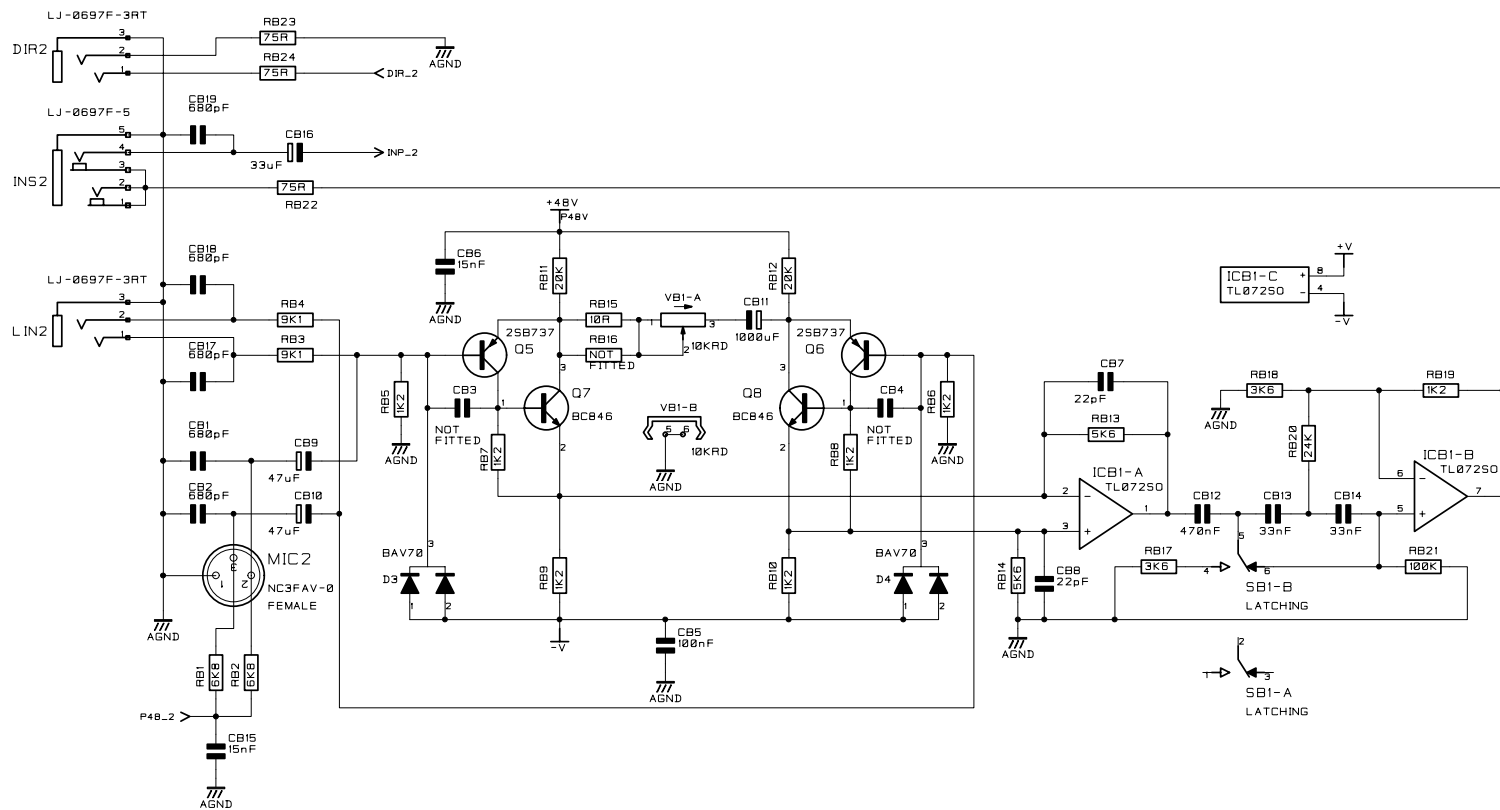 LJ-0697F-3RT
DIR2
3
2
1
RB23
75R
AGND
RB24
75R
DIR_2
LJ-0697F-5
INS2
5
4
3
2
1
CB19
680pF
CB16
33uF
INP_2
75R
RB22
+48V
P48V
CB6
15nF
AGND
RB11
20K
RB12
20K
LJ-0697F-3RT
LIN2
3
2
1
CB18
680pF
RB4
9K1
CB17
680pF
RB3
9K1
2SB737
Q5
RB15
10R
RB16
NOT
FITTED
VB1-A
1
3
2
10KRD
CB11
1000uF
2SB737
Q6
ICB1-C
TL072SO
+
8
-
4
+V
-V
RB5
1K2
AGND
CB3
NOT
FITTED
1
3
Q7
BC846
2
RB7
1K2
VB1-B
5
6
10KRD
AGND
3
Q8
BC846
2
1
CB4
NOT
FITTED
RB8
1K2
RB6
1K2
AGND
CB7
22pF
RB13
5K6
RB18
3K6
AGND
RB19
1K2
RB20
24K
CB1
680pF
CB9
47uF
CB2
680pF
CB10
47uF
ICB1-A
TL072SO
2
-
3
+
1
CB12
470nF
CB13
33nF
CB14
33nF
ICB1-B
TL072SO
6
-
5
+
7
MIC2
1
2
3
NC3FAV-0
FEMALE
AGND
BAV70
3
D3
1
2
RB9
1K2
-V
CB5
100nF
AGND
RB10
1K2
BAV70
3
D4
1
2
RB14
5K6
CB8
22pF
AGND
RB17
3K6
4
5
6
SB1-B
LATCHING
RB21
100K
RB1
6K8
RB2
6K8
P48_2
CB15
15nF
AGND
2
1
3
SB1-A
LATCHING